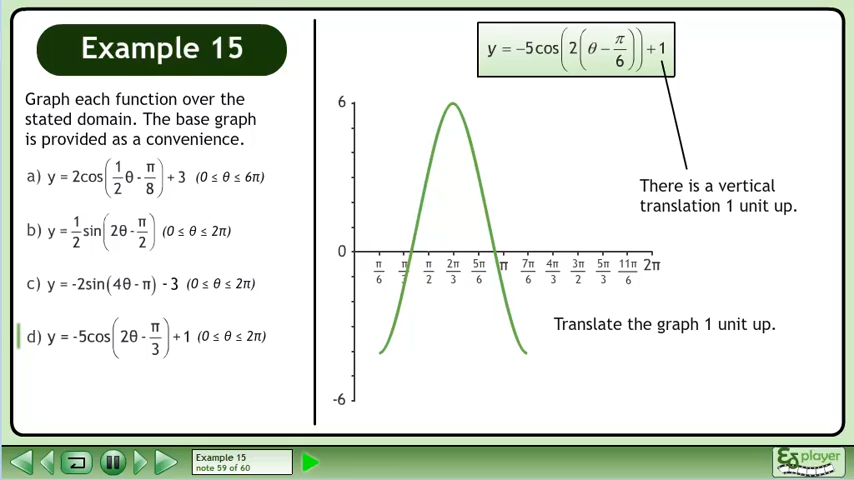 Example 15
Graph each function over the
stated domain. The base graph
is provided as a convenience.
a) y = 2cos(1/2 θ - π/8) + 3 (0 ≤ θ ≤ 6π)
b) y = 1/2 sin(2θ - π/2) (0 ≤ θ ≤ 2π)
c) y = -2sin(4θ - π) - 3 (0 ≤ θ ≤ 2π)
d) y = -5cos(2θ - π/3) + 1 (0 ≤ θ ≤ 2π)
y = -5cos(2(θ - π/6)) + 1
There is a vertical
translation 1 unit up.
6
0
π/6 π/3 π/2 2π/3 5π/6 π 7π/6 4π/3 3π/2 5π/3 11π/6 2π
Translate the graph 1 unit up.
-6
Example 15
note 59 of 60
player